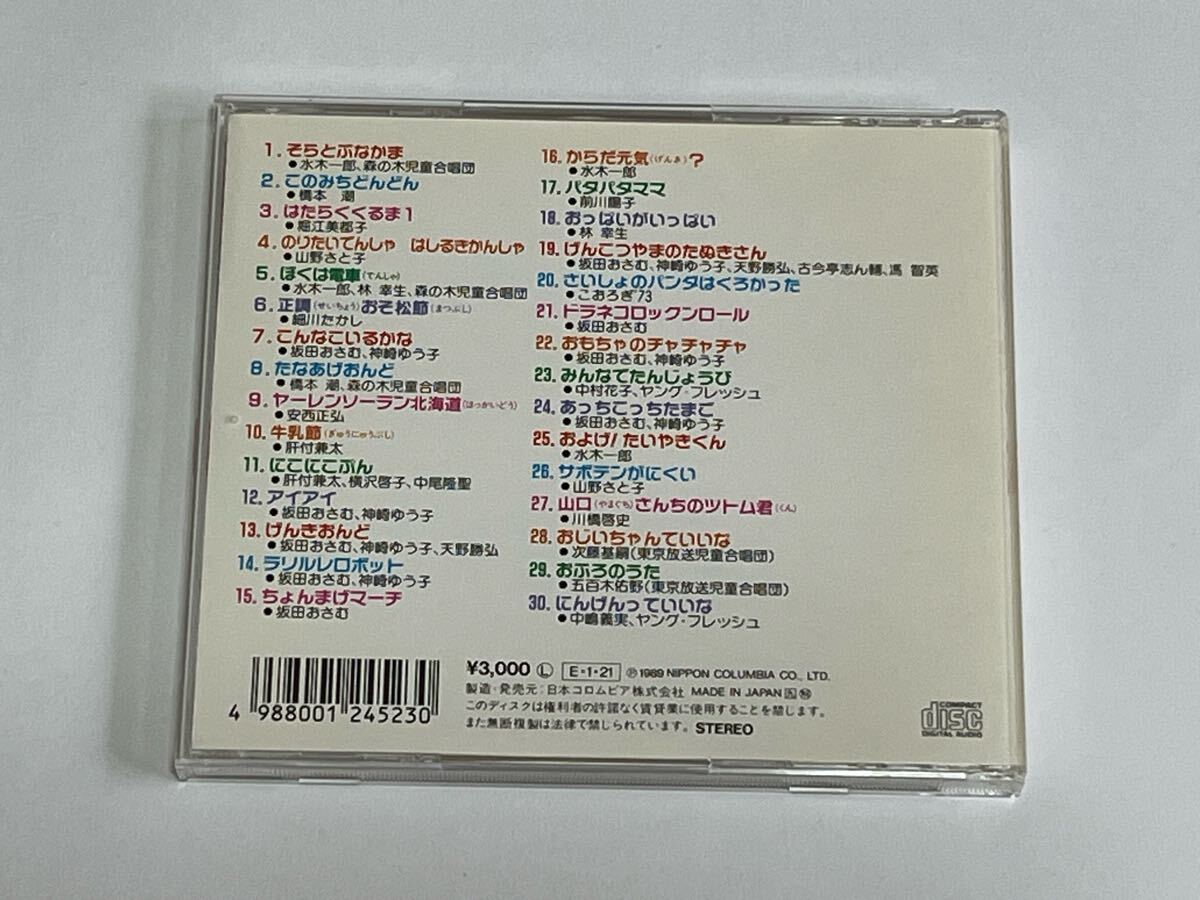 1. そらとぶなかま
●水木一郎、森の木児童合唱団
2. このみちどんどん
●橋本 潮
3. はたらくくるま1
●堀江美都子
4. のりたいでんしゃ はしるきかんしゃ
●山野さと子
5. ぼくは電車(でんしゃ)
●水木一郎、林 幸生、森の木児童合唱団
6. 正調(せいちょう)おそ松節(まつぶし)
●細川たかし
7. こんなこいるかな
●坂田おさむ、神崎ゆう子
8. たなあげおんど
●橋本 潮、森の木児童合唱団
9. ヤーレンソーラン北海道(ほっかいどう)
●安西正弘
10. 牛乳節(ぎゅうにゅうぶし)
●肝付兼太
11. にこにこぷん
●肝付兼太、横沢啓子、中尾隆聖
12. アイアイ
●坂田おさむ、神崎ゆう子
13. げんきおんど
●坂田おさむ、神崎ゆう子、天野勝弘
14. ラリルレロボット
●坂田おさむ、神崎ゆう子
15. ちょんまげマーチ
●坂田おさむ
16. からだ元気(げんき)?
●水木一郎
17. パタパタママ
●前川陽子
18. おっぱいがいっぱい
●林 幸生
19. げんこつやまのたぬきさん
●坂田おさむ、神崎ゆう子、天野勝弘、古今亭志ん輔、馮 智英
20. さいしょのパンダはくろかった
●こおろぎ'73
21. ドラネコロックンロール
●坂田おさむ
22. おもちゃのチャチャチャ
●坂田おさむ、神崎ゆう子
23. みんなでたんじょうび
●中村花子、ヤング・フレッシュ
24. あっちこっちたまご
●坂田おさむ、神崎ゆう子
25. およげ!たいやきくん
●水木一郎
26. サボテンがにくい
●山野さと子
27. 山口(やまぐち)さんちのツトム君(くん)
●川橋啓史
28. おじいちゃんていいな
●次藤基嗣(東京放送児童合唱団)
29. おふろのうた
●五百木佑野(東京放送児童合唱団)
30. にんげんっていいな
●中嶋義実、ヤング・フレッシュ
4 988001 245230
¥3,000 Ⓛ E・1・21 ℗1989 NIPPON COLUMBIA CO., LTD.
製造・発売元:日本コロムビア株式会社 MADE IN JAPAN
このディスクは権利者の許諾なく賃貸業に使用することを禁じます。
また無断複製は法律で禁じられています。 STEREO
COMPACT
disc
DIGITAL AUDIO